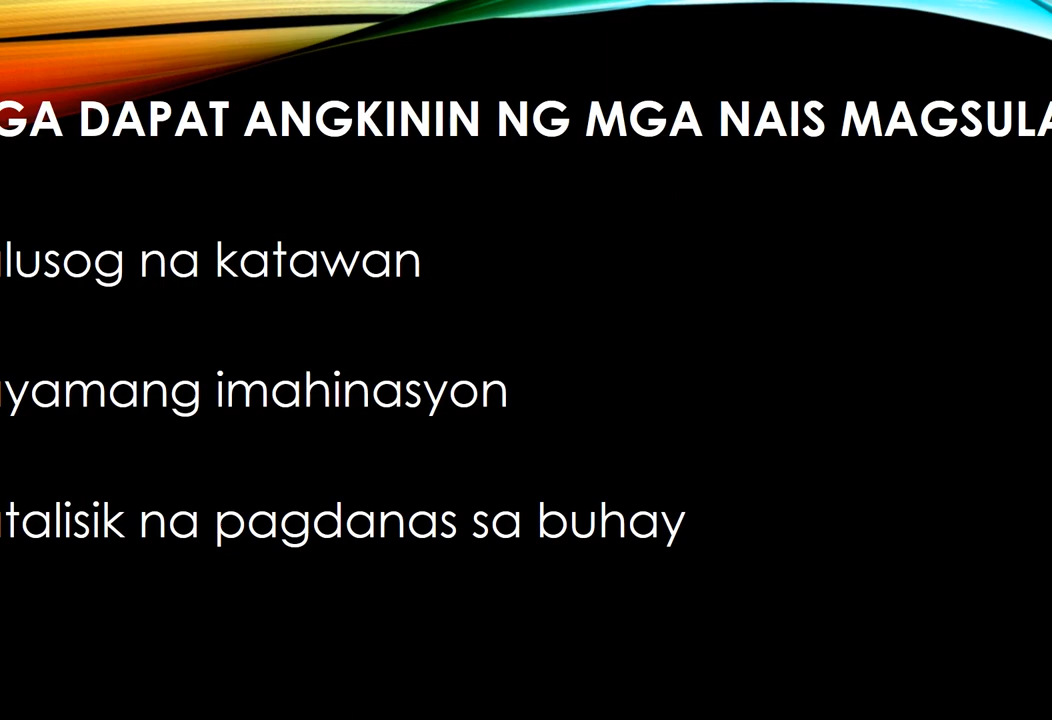 GA DAPAT ANGKININ NG MGA NAIS MAGSULA
lusog na katawan
yamang imahinasyon
talisik na pagdanas sa buhay